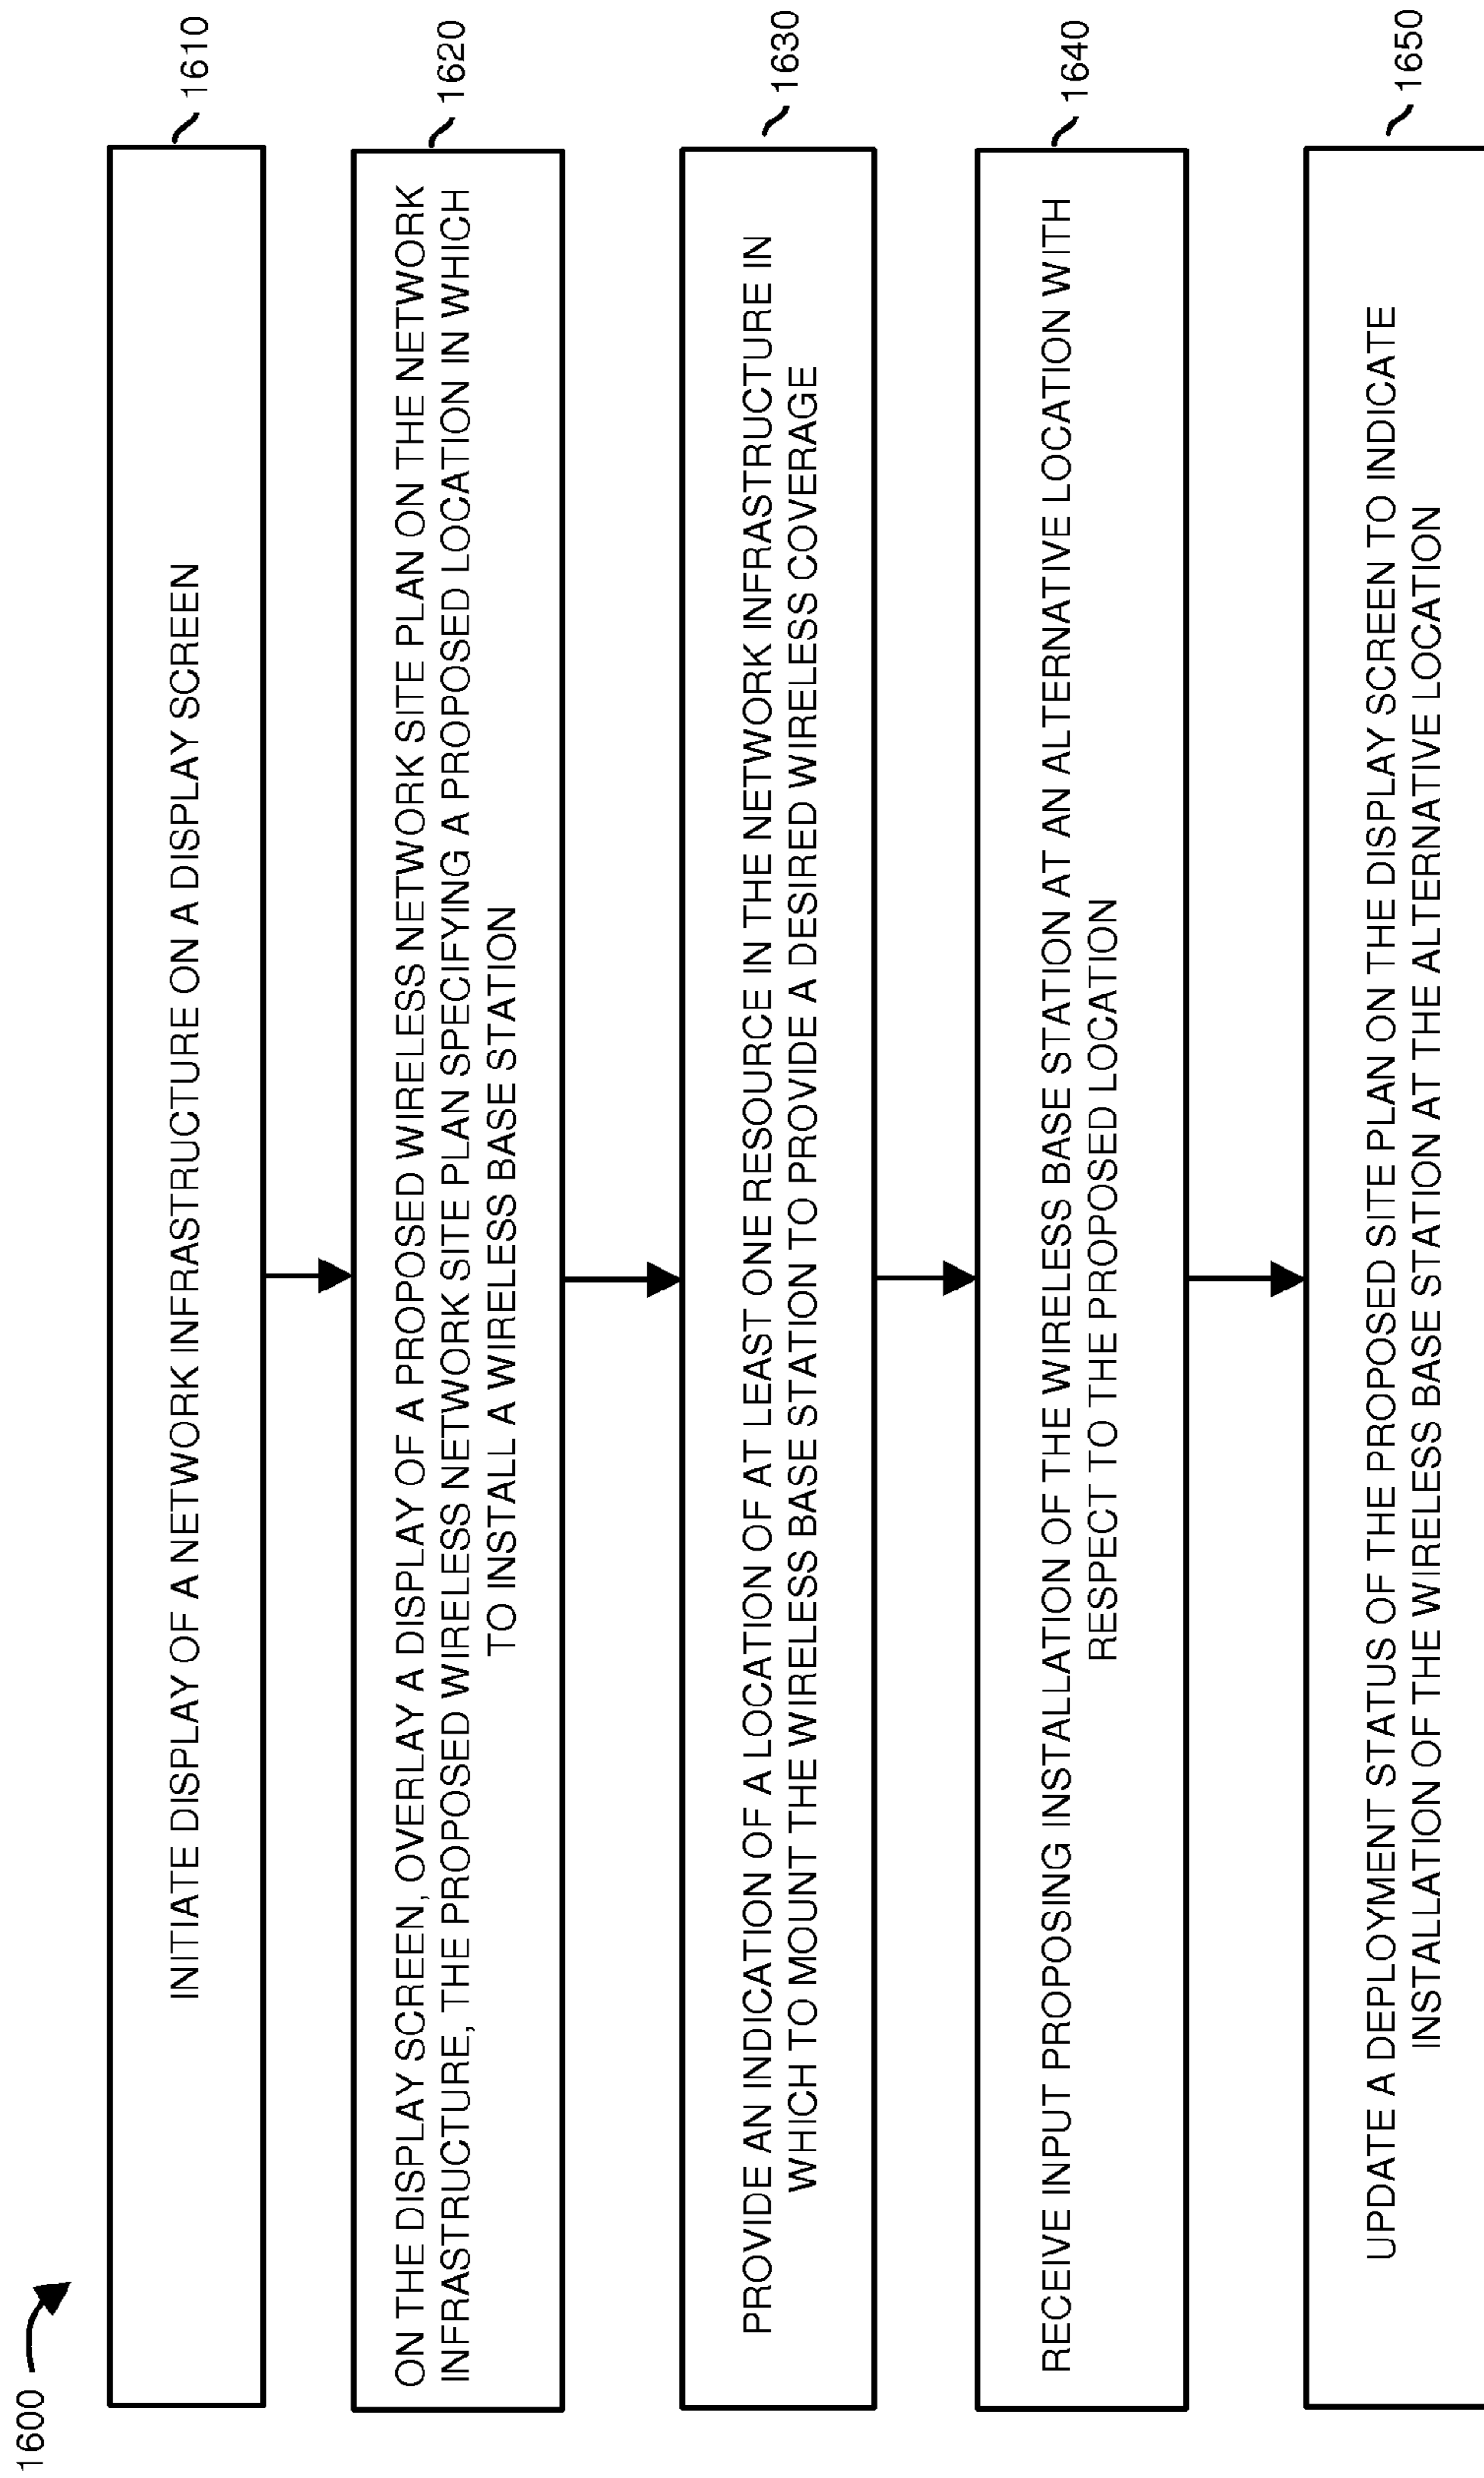 1600
INITIATE DISPLAY OF A NETWORK INFRASTRUCTURE ON A DISPLAY SCREEN
1610
ON THE DISPLAY SCREEN, OVERLAY A DISPLAY OF A PROPOSED WIRELESS NETWORK SITE PLAN ON THE NETWORK
INFRASTRUCTURE, THE PROPOSED WIRELESS NETWORK SITE PLAN SPECIFYING A PROPOSED LOCATION IN WHICH
TO INSTALL A WIRELESS BASE STATION
1620
PROVIDE AN INDICATION OF A LOCATION OF AT LEAST ONE RESOURCE IN THE NETWORK INFRASTRUCTURE IN
WHICH TO MOUNT THE WIRELESS BASE STATION TO PROVIDE A DESIRED WIRELESS COVERAGE
1630
RECEIVE INPUT PROPOSING INSTALLATION OF THE WIRELESS BASE STATION AT AN ALTERNATIVE LOCATION WITH
RESPECT TO THE PROPOSED LOCATION
1640
UPDATE A DEPLOYMENT STATUS OF THE PROPOSED SITE PLAN ON THE DISPLAY SCREEN TO INDICATE
INSTALLATION OF THE WIRELESS BASE STATION AT THE ALTERNATIVE LOCATION
1650